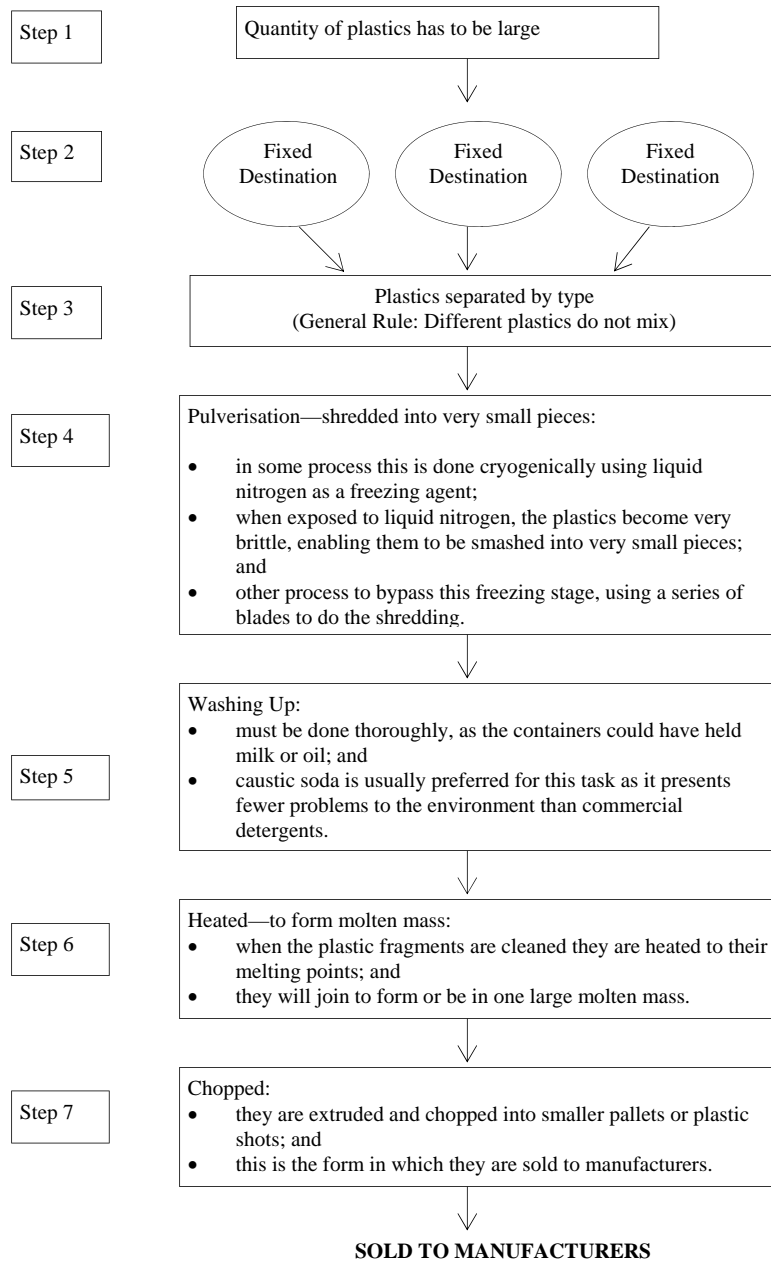 Step 1
Quantity of plastics has to be large
Step 2
Fixed
Destination
Fixed
Destination
Fixed
Destination
Step 3
Plastics separated by type
(General Rule: Different plastics do not mix)
Step 4
Pulverisation—shredded into very small pieces:
• in some process this is done cryogenically using liquid
nitrogen as a freezing agent;
• when exposed to liquid nitrogen, the plastics become very
brittle, enabling them to be smashed into very small pieces;
and
• other process to bypass this freezing stage, using a series of
blades to do the shredding.
Step 5
Washing Up:
• must be done thoroughly, as the containers could have held
milk or oil; and
• caustic soda is usually preferred for this task as it presents
fewer problems to the environment than commercial
detergents.
Step 6
Heated—to form molten mass:
• when the plastic fragments are cleaned they are heated to their
melting points; and
• they will join to form or be in one large molten mass.
Step 7
Chopped:
• they are extruded and chopped into smaller pallets or plastic
shots; and
• this is the form in which they are sold to manufacturers.
SOLD TO MANUFACTURERS